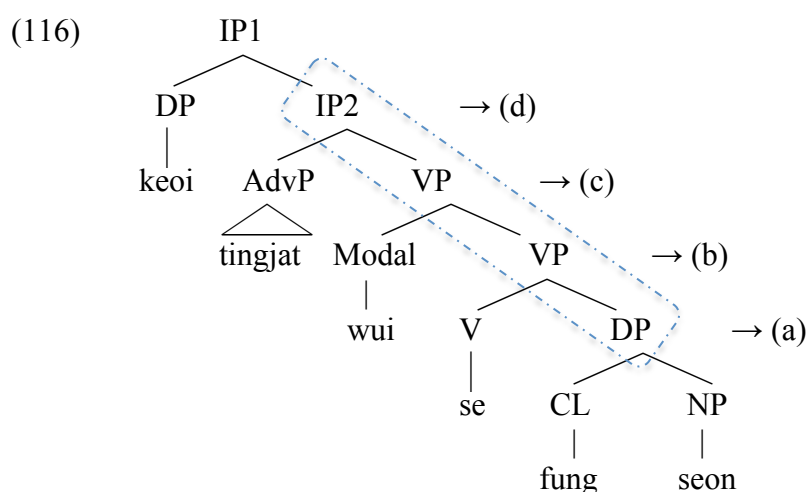 (116) IP1
DP IP2 → (d)
keoi AdvP VP → (c)
tingjat Modal VP → (b)
wui V DP → (a)
se CL NP
fung seon